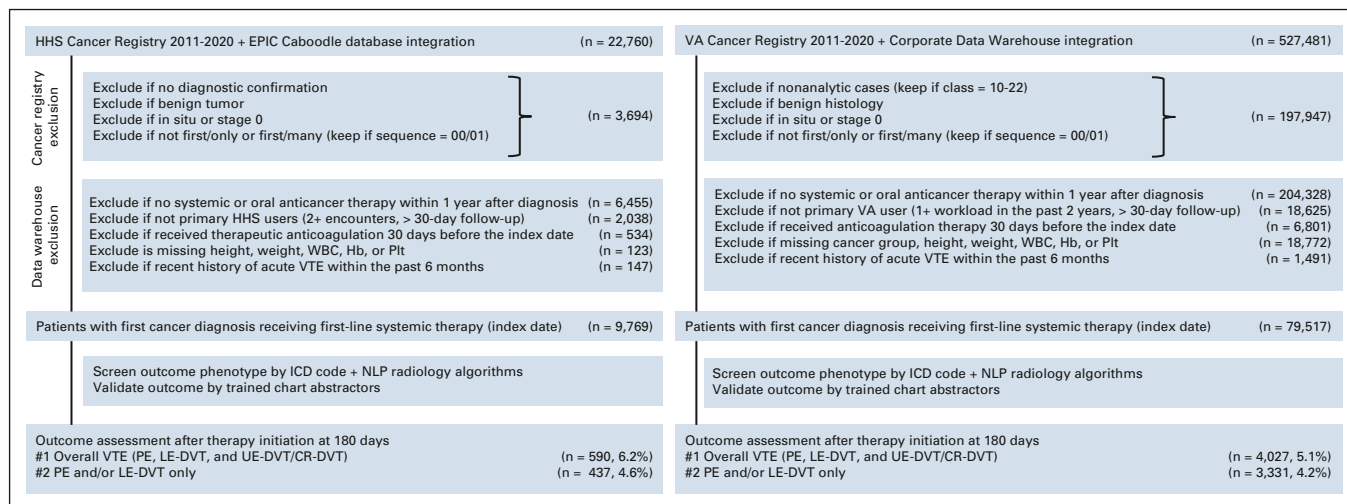 HHS Cancer Registry 2011-2020 + EPIC Caboodle database integration (n = 22,760)
Cancer registry
exclusion
Exclude if no diagnostic confirmation
Exclude if benign tumor
Exclude if in situ or stage 0
Exclude if not first/only or first/many (keep if sequence = 00/01)
(n = 3,694)
Data warehouse
exclusion
Exclude if no systemic or oral anticancer therapy within 1 year after diagnosis (n = 6,455)
Exclude if not primary HHS users (2+ encounters, > 30-day follow-up) (n = 2,038)
Exclude if received therapeutic anticoagulation 30 days before the index date (n = 534)
Exclude is missing height, weight, WBC, Hb, or Plt (n = 123)
Exclude if recent history of acute VTE within the past 6 months (n = 147)
Patients with first cancer diagnosis receiving first-line systemic therapy (index date) (n = 9,769)
Screen outcome phenotype by ICD code + NLP radiology algorithms
Validate outcome by trained chart abstractors
Outcome assessment after therapy initiation at 180 days
#1 Overall VTE (PE, LE-DVT, and UE-DVT/CR-DVT) (n = 590, 6.2%)
#2 PE and/or LE-DVT only (n = 437, 4.6%)
VA Cancer Registry 2011-2020 + Corporate Data Warehouse integration (n = 527,481)
Exclude if nonanalytic cases (keep if class = 10-22)
Exclude if benign histology
Exclude if in situ or stage 0
Exclude if not first/only or first/many (keep if sequence = 00/01)
(n = 197,947)
Exclude if no systemic or oral anticancer therapy within 1 year after diagnosis (n = 204,328)
Exclude if not primary VA user (1+ workload in the past 2 years, > 30-day follow-up) (n = 18,625)
Exclude if received anticoagulation therapy 30 days before the index date (n = 6,801)
Exclude if missing cancer group, height, weight, WBC, Hb, or Plt (n = 18,772)
Exclude if recent history of acute VTE within the past 6 months (n = 1,491)
Patients with first cancer diagnosis receiving first-line systemic therapy (index date) (n = 79,517)
Screen outcome phenotype by ICD code + NLP radiology algorithms
Validate outcome by trained chart abstractors
Outcome assessment after therapy initiation at 180 days
#1 Overall VTE (PE, LE-DVT, and UE-DVT/CR-DVT) (n = 4,027, 5.1%)
#2 PE and/or LE-DVT only (n = 3,331, 4.2%)